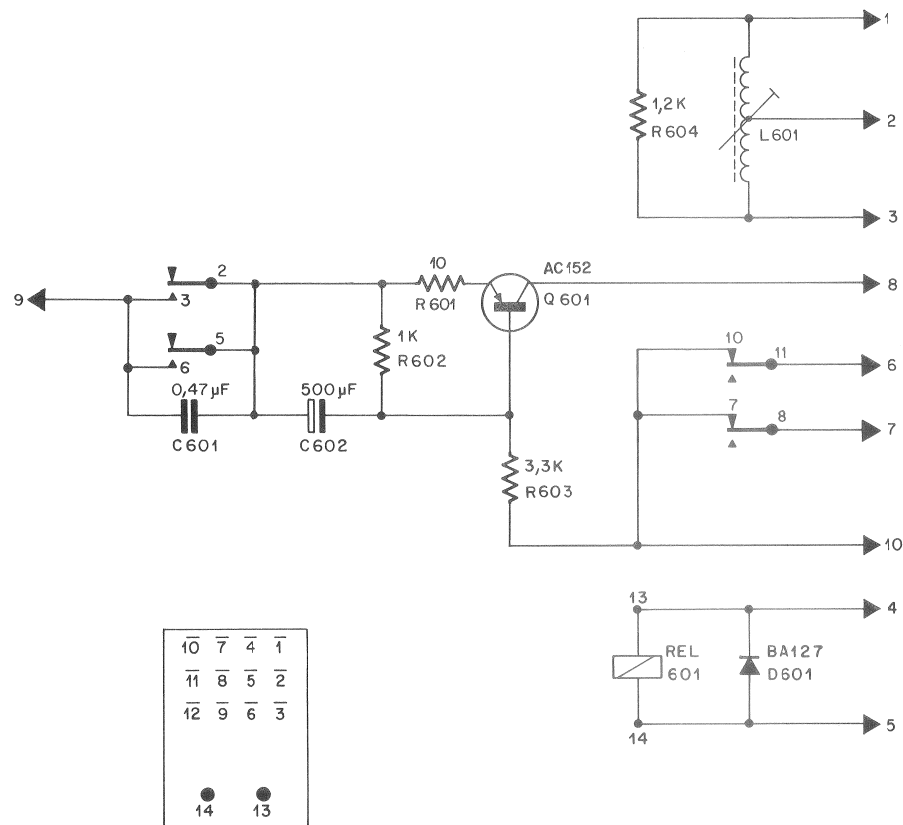 1
1,2K
R604
L601
2
3
10
R601
AC152
Q601
8
9
2
3
5
6
1K
R602
0,47µF
C601
500µF
C602
10
11
6
7
8
7
3,3K
R603
10
13
REL
601
14
BA127
D601
4
5
10 7 4 1
11 8 5 2
12 9 6 3
14 13